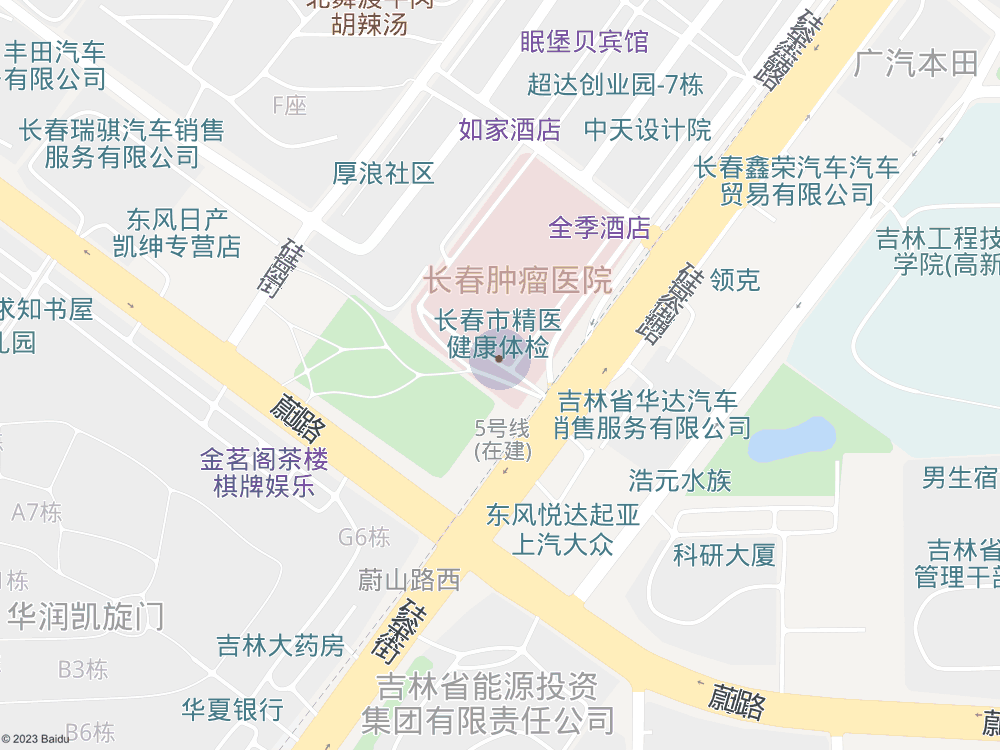 胡辣汤
眠堡贝宾馆
丰田汽车
有限公司
广汽本田
超达创业园-7栋
F座
长春瑞骐汽车销售
服务有限公司
如家酒店
中天设计院
厚浪社区
长春鑫荣汽车汽车
贸易有限公司
东风日产
凯绅专营店
全季酒店
吉林工程技
学院(高新
长春肿瘤医院
领克
求知书屋
儿园
长春市精医
健康体检
蔚山路
吉林省华达汽车
销售服务有限公司
5号线
(在建)
金茗阁茶楼
棋牌娱乐
浩元水族
男生宿
A7栋
东风悦达起亚
上汽大众
G6栋
科研大厦
吉林省
管理干部
蔚山路西
栋
华润凯旋门
吉林大药房
B3栋
吉林省能源投资
集团有限责任公司
蔚山路
华夏银行
B6栋
© 2023 Baidu